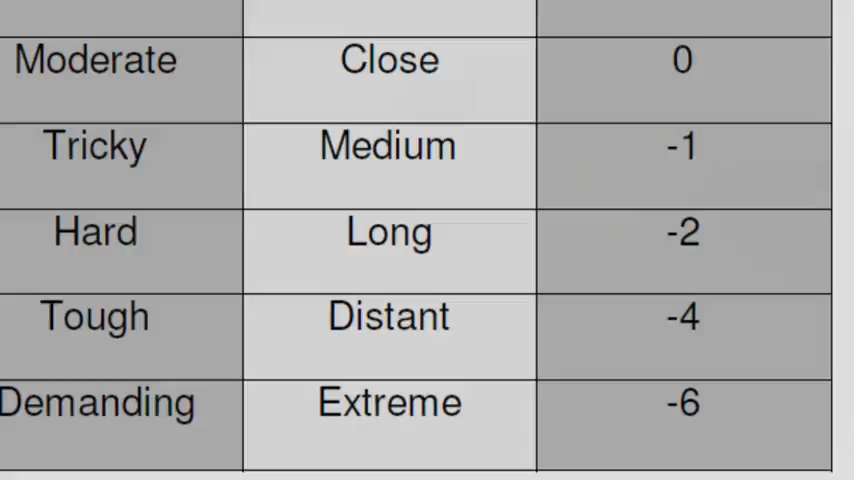 Moderate Close 0
Tricky Medium -1
Hard Long -2
Tough Distant -4
Demanding Extreme -6